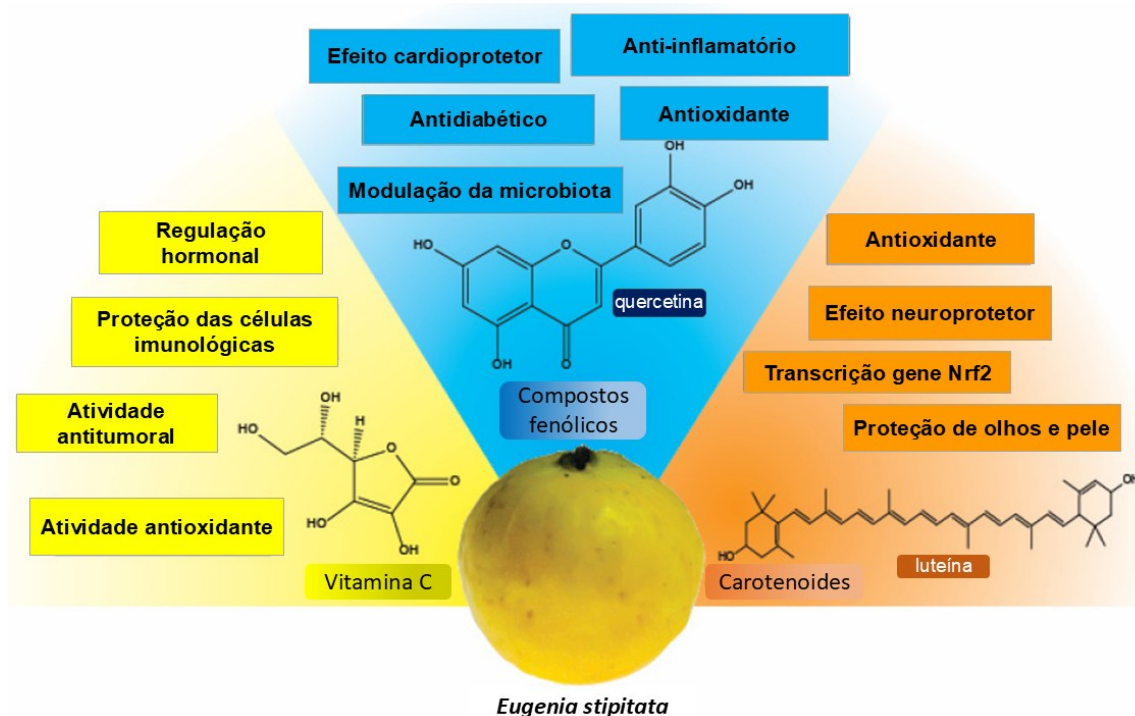 Efeito cardioprotetor
Anti-inflamatório
Antidiabético
Antioxidante
Modulação da microbiota
OH
OH
HO
O
OH
O
quercetina
Compostos
fenólicos
Regulação
hormonal
Proteção das células
imunológicas
Atividade
antitumoral
Atividade antioxidante
OH
H
HO
O
O
HO
OH
Vitamina C
Antioxidante
Efeito neuroprotetor
Transcrição gene Nrf2
Proteção de olhos e pele
OH
HO
luteína
Carotenoides
Eugenia stipitata